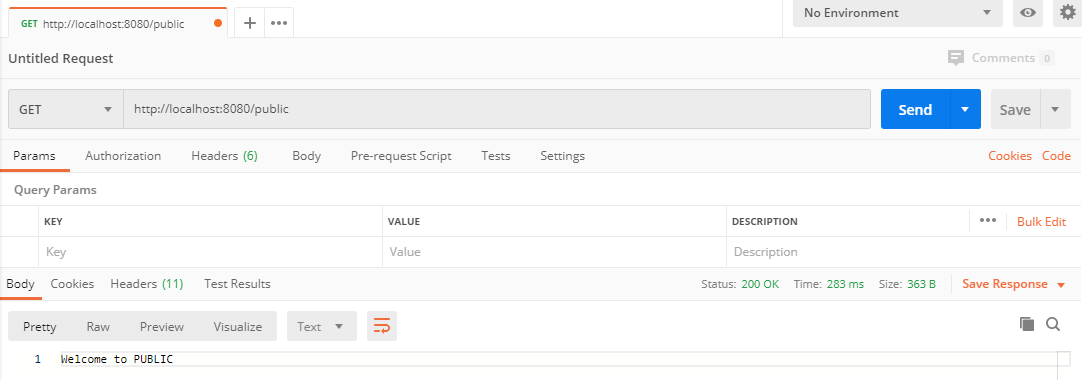 GET http://localhost:8080/public
No Environment
Untitled Request
Comments 0
GET http://localhost:8080/public Send Save
Params Authorization Headers (6) Body Pre-request Script Tests Settings Cookies Code
Query Params
KEY VALUE DESCRIPTION Bulk Edit
Key Value Description
Body Cookies Headers (11) Test Results Status: 200 OK Time: 283 ms Size: 363 B Save Response
Pretty Raw Preview Visualize Text
1 Welcome to PUBLIC